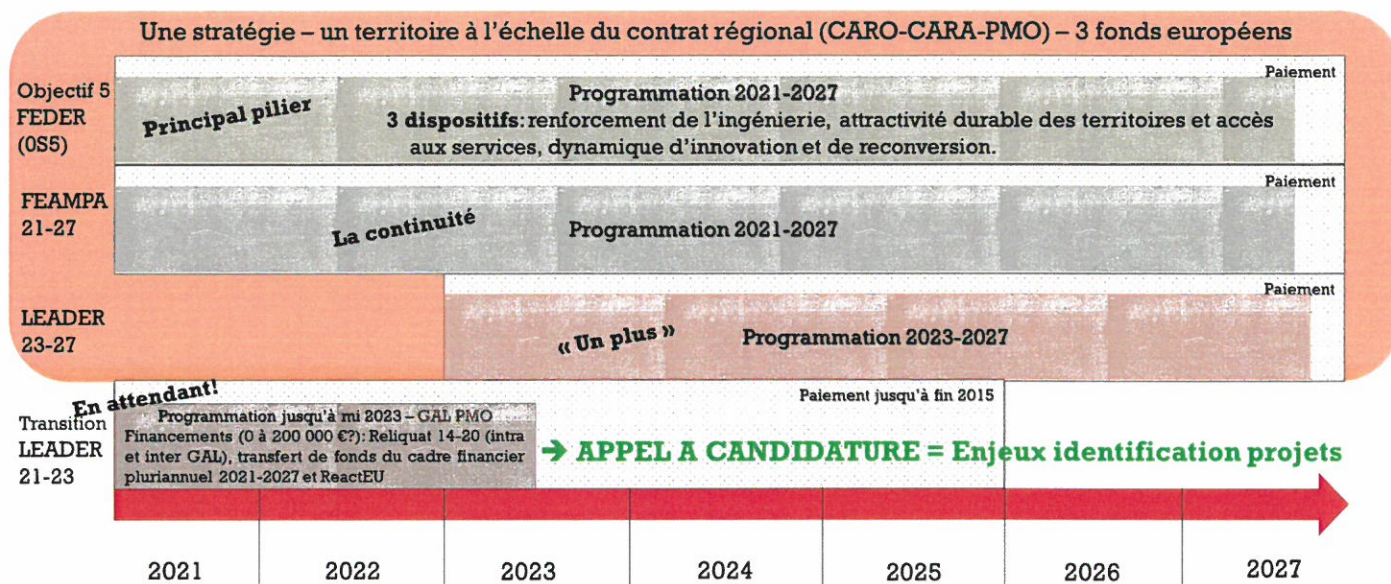 Une stratégie – un territoire à l'échelle du contrat régional (CARO-CARA-PMO) – 3 fonds européens
Objectif 5
FEDER
(0S5)
Paiement
Principal pilier
Programmation 2021-2027
3 dispositifs: renforcement de l'ingénierie, attractivité durable des territoires et accès
aux services, dynamique d'innovation et de reconversion.
FEAMPA
21-27
Paiement
La continuité
Programmation 2021-2027
LEADER
23-27
Paiement
« Un plus »
Programmation 2023-2027
En attendant!
Transition
LEADER
21-23
Paiement jusqu'à fin 2015
Programmation jusqu'à mi 2023 – GAL PMO
Financements (0 à 200 000 €?): Reliquat 14-20 (intra
et inter GAL), transfert de fonds du cadre financier
pluriannuel 2021-2027 et ReactEU
→ APPEL A CANDIDATURE = Enjeux identification projets
2021
2022
2023
2024
2025
2026
2027